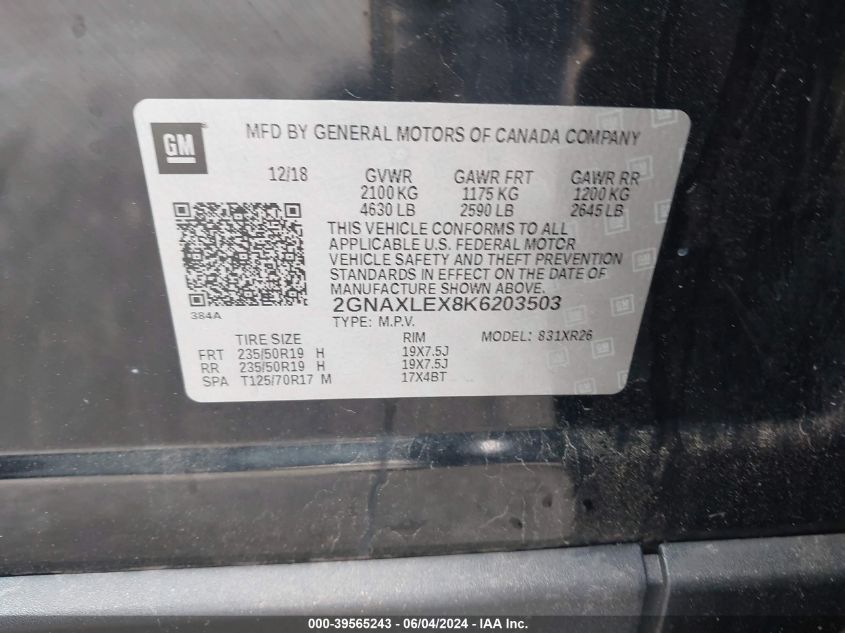 GM
MFD BY GENERAL MOTORS OF CANADA COMPANY
12/18 GVWR GAWR FRT GAWR RR
2100 KG 1175 KG 1200 KG
4630 LB 2590 LB 2645 LB
THIS VEHICLE CONFORMS TO ALL
APPLICABLE U.S. FEDERAL MOTOR
VEHICLE SAFETY AND THEFT PREVENTION
STANDARDS IN EFFECT ON THE DATE OF
MANUFACTURE SHOWN ABOVE.
384A
2GNAXLEX8K6203503
TYPE: M.P.V. MODEL: 831XR26
TIRE SIZE RIM
FRT 235/50R19 H 19X7.5J
RR 235/50R19 H 19X7.5J
SPA T125/70R17 M 17X4BT
000-39565243 - 06/04/2024 - IAA Inc.